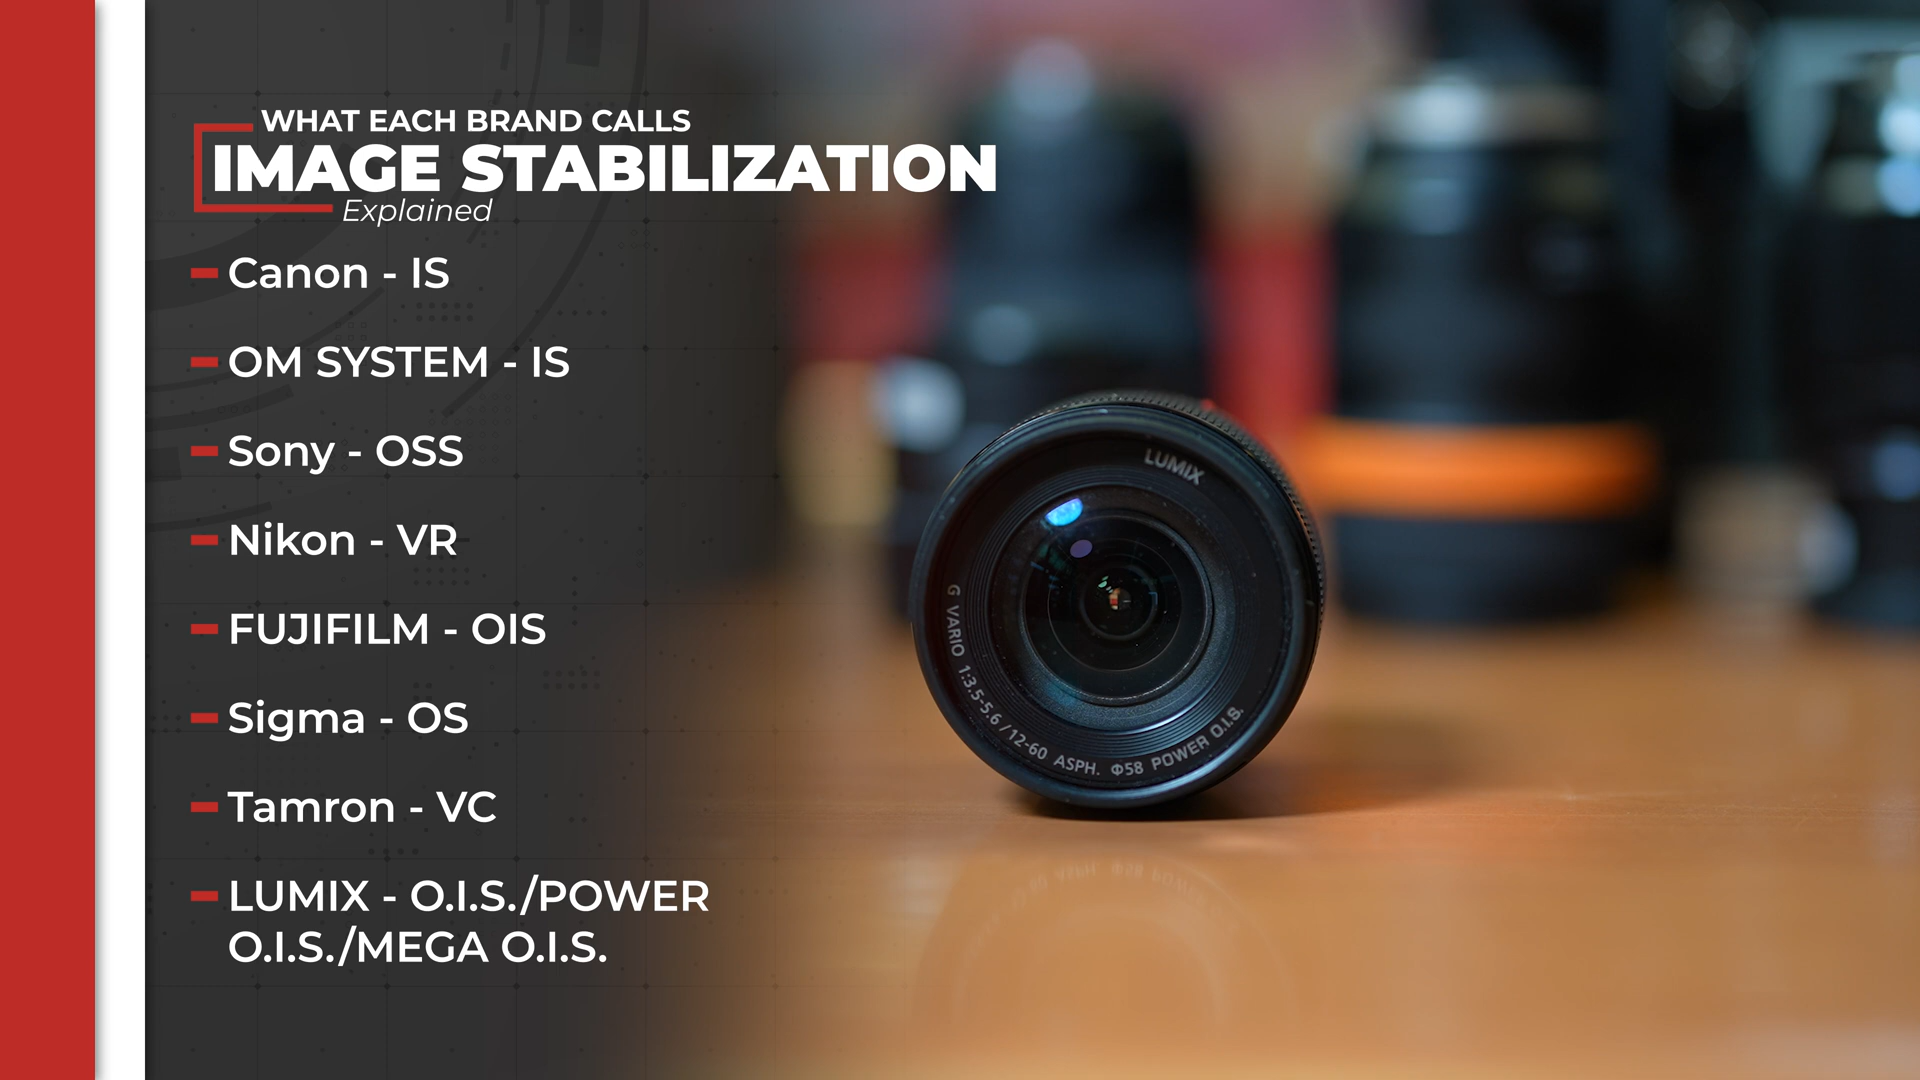 WHAT EACH BRAND CALLS
IMAGE STABILIZATION
Explained
Canon - IS
OM SYSTEM - IS
Sony - OSS
Nikon - VR
FUJIFILM - OIS
Sigma - OS
Tamron - VC
LUMIX - O.I.S./POWER
O.I.S./MEGA O.I.S.
LUMIX
G VARIO 1:3.5-5.6 / 12-60 ASPH. Φ58 POWER O.I.S.